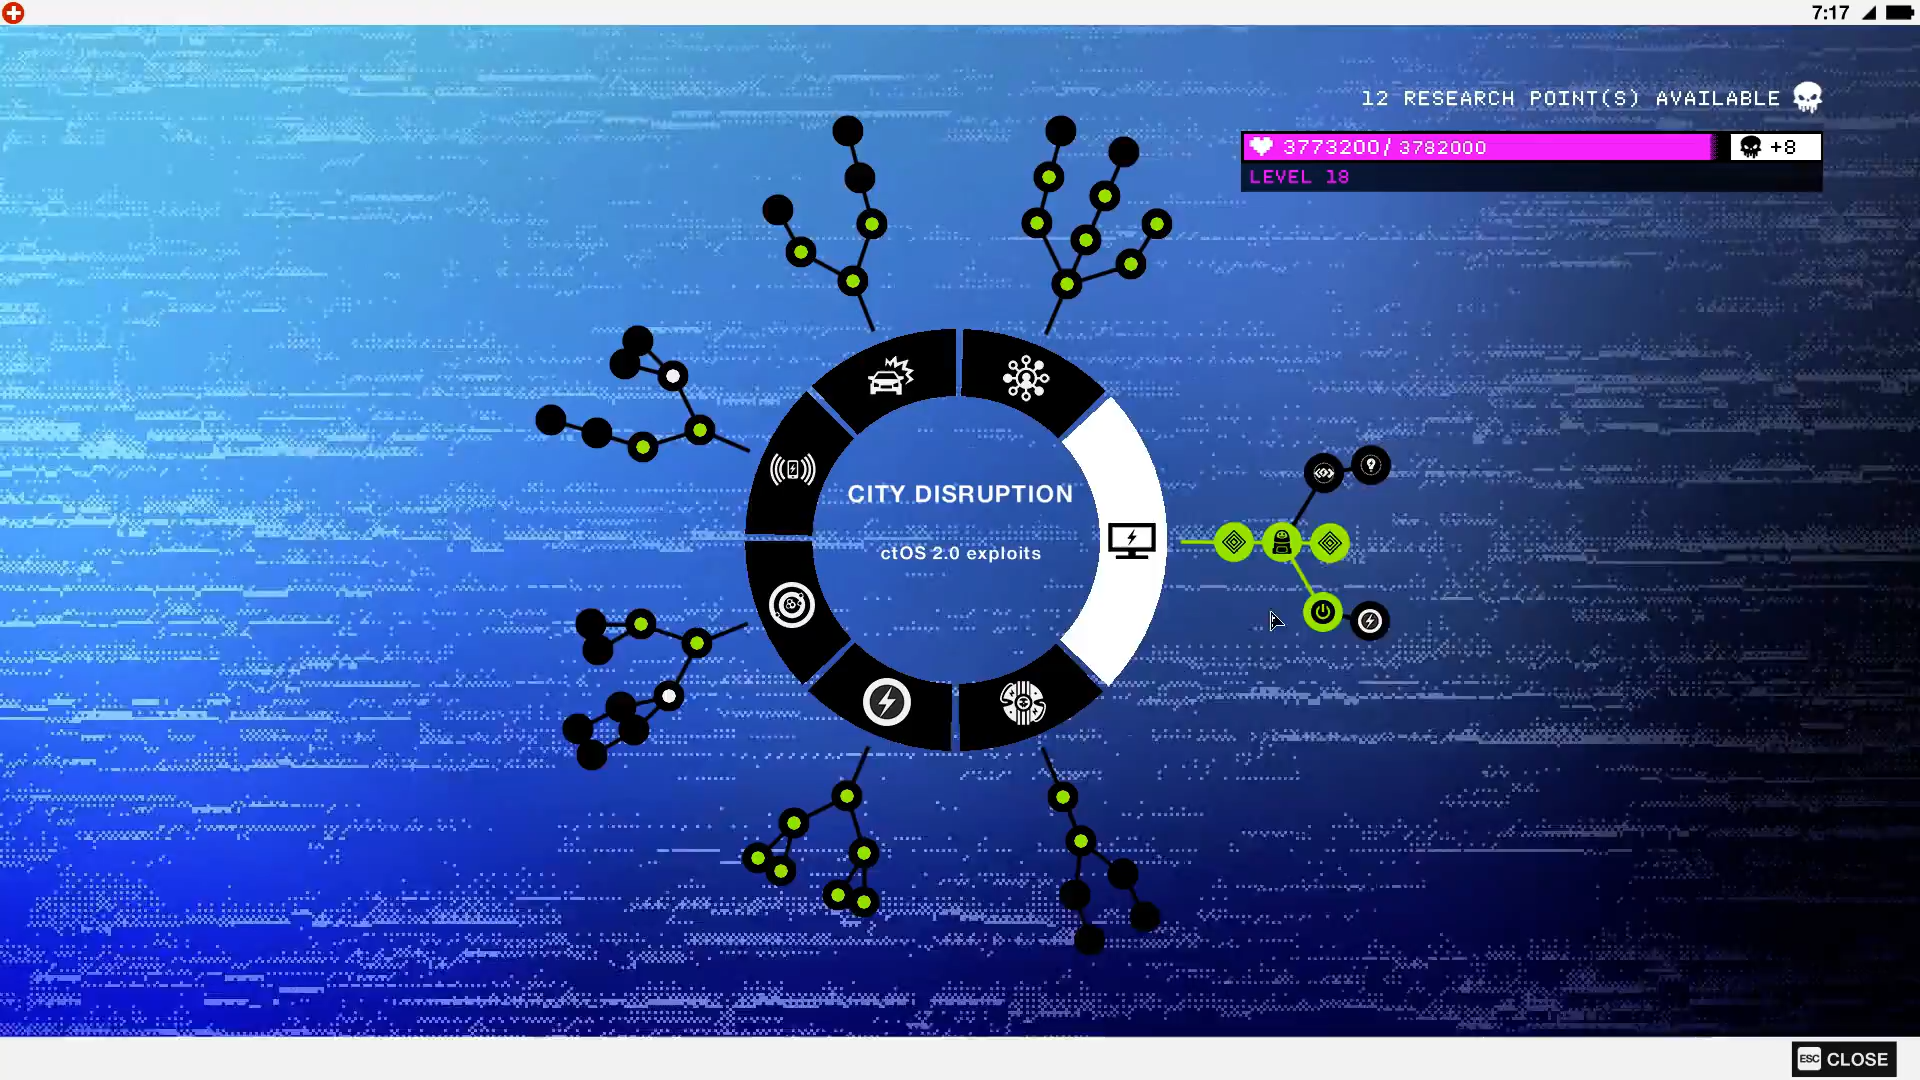 7:17
12 RESEARCH POINT(S) AVAILABLE
3773200/ 3782000
+8
LEVEL 18
CITY DISRUPTION
ctOS 2.0 exploits
ESC CLOSE